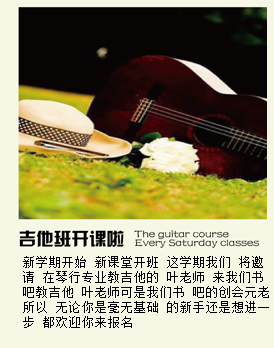 吉他班开课啦
The guitar course
Every Saturday classes
新学期开始 新课堂开班 这学期我们 将邀
请 在琴行专业教吉他的 叶老师 来我们书
吧教吉他 叶老师可是我们书 吧的创会元老
所以 无论你是毫无基础 的新手还是想进一
步 都欢迎你来报名